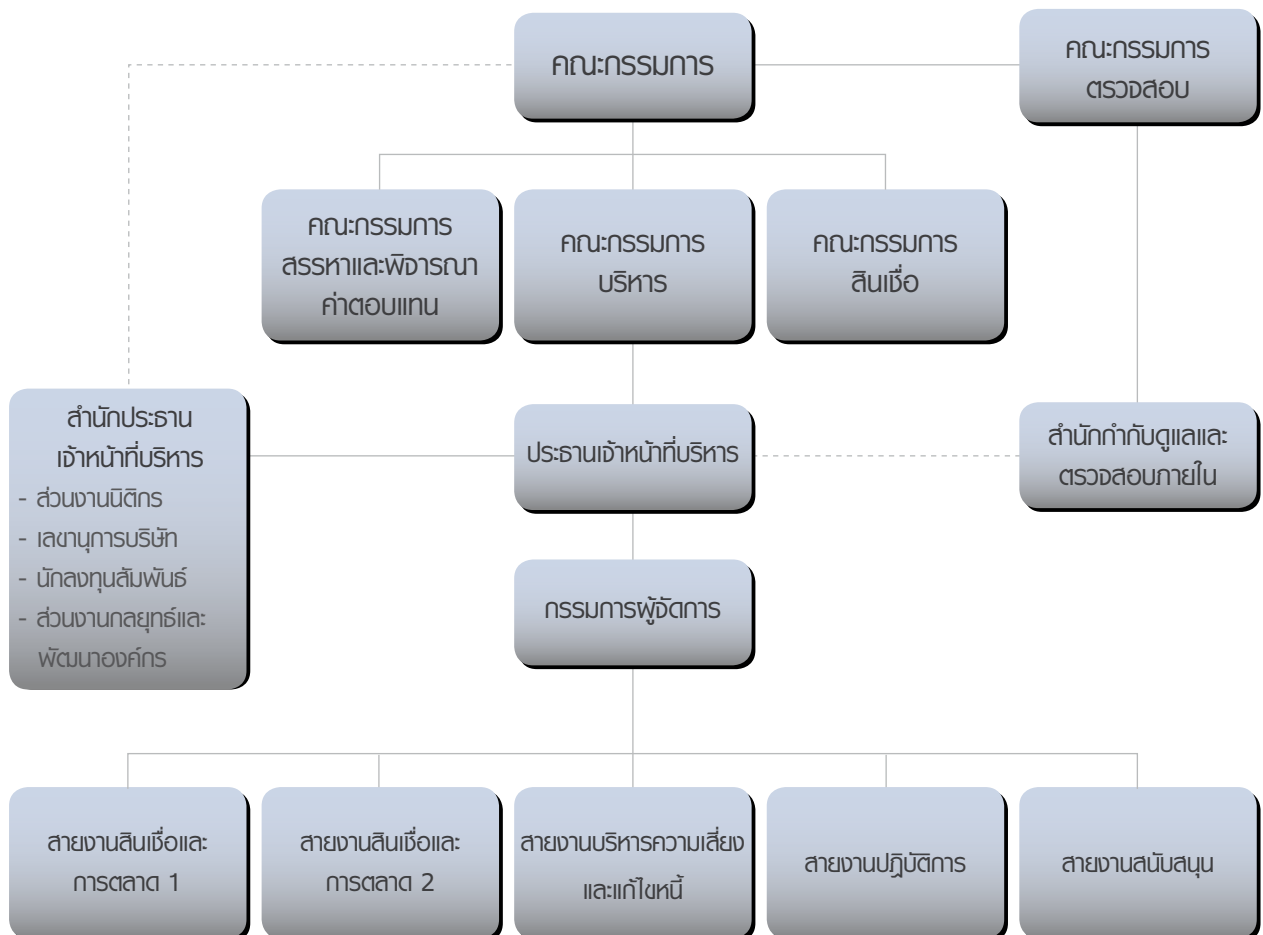 คณะกรรมการ
คณะกรรมการ
ตรวจสอบ
คณะกรรมการ
สรรหาและพิจารณา
ค่าตอบแทน
คณะกรรมการ
บริหาร
คณะกรรมการ
สินเชื่อ
สำนักประธาน
เจ้าหน้าที่บริหาร
- ส่วนงานนิติกร
- เลขานุการบริษัท
- นักลงทุนสัมพันธ์
- ส่วนงานกลยุทธ์และ
พัฒนาองค์กร
ประธานเจ้าหน้าที่บริหาร
สำนักกำกับดูแลและ
ตรวจสอบภายใน
กรรมการผู้จัดการ
สายงานสินเชื่อและ
การตลาด 1
สายงานสินเชื่อและ
การตลาด 2
สายงานบริหารความเสี่ยง
และแก้ไขหนี้
สายงานปฏิบัติการ
สายงานสนับสนุน